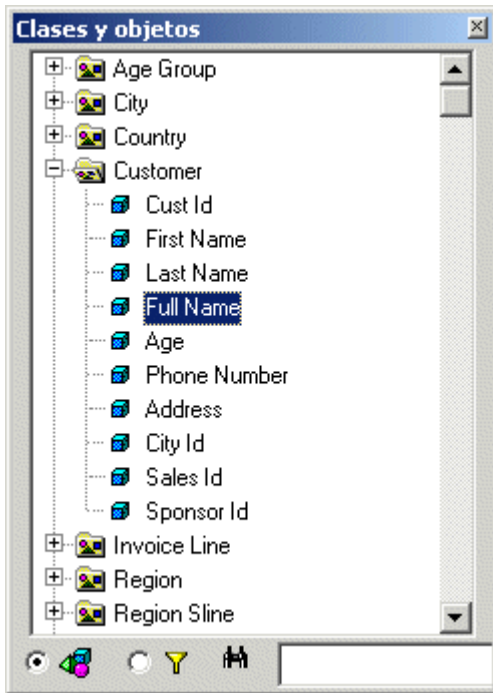 Clases y objetos
Age Group
City
Country
Customer
Cust Id
First Name
Last Name
Full Name
Age
Phone Number
Address
City Id
Sales Id
Sponsor Id
Invoice Line
Region
Region Sline